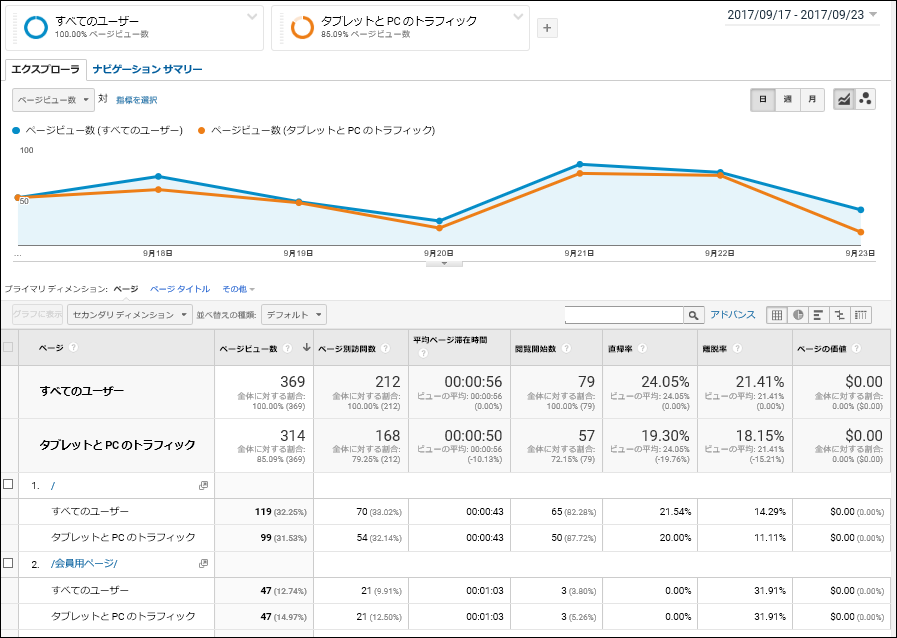 すべてのユーザー
100.00% ページビュー数
タブレットと PC のトラフィック
85.09% ページビュー数
+
2017/09/17 - 2017/09/23
エクスプローラ ナビゲーション サマリー
ページビュー数 対 指標を選択
日 週 月
ページビュー数 (すべてのユーザー) ページビュー数 (タブレットと PC のトラフィック)
100
50
... 9月18日 9月19日 9月20日 9月21日 9月22日 9月23日
プライマリ ディメンション: ページ ページ タイトル その他
グラフに表示 セカンダリ ディメンション 並べ替えの種類: デフォルト アドバンス
ページ ? ページビュー数 ? ページ別訪問数 ? 平均ページ滞在時間 ? 閲覧開始数 ? 直帰率 ? 離脱率 ? ページの価値 ?
すべてのユーザー 369 212 00:00:56 79 24.05% 21.41% $0.00
全体に対する割合: 全体に対する割合: ビューの平均: 00:00:56 全体に対する割合: ビューの平均: 24.05% ビューの平均: 21.41% 全体に対する割合:
100.00% (369) 100.00% (212) (0.00%) 100.00% (79) (0.00%) (0.00%) 0.00% ($0.00)
タブレットと PC のトラフィック 314 168 00:00:50 57 19.30% 18.15% $0.00
全体に対する割合: 全体に対する割合: ビューの平均: 00:00:56 全体に対する割合: ビューの平均: 24.05% ビューの平均: 21.41% 全体に対する割合:
85.09% (369) 79.25% (212) (-10.13%) 72.15% (79) (-19.76%) (-15.21%) 0.00% ($0.00)
1. /
すべてのユーザー 119 (32.25%) 70 (33.02%) 00:00:43 65 (82.28%) 21.54% 14.29% $0.00 (0.00%)
タブレットと PC のトラフィック 99 (31.53%) 54 (32.14%) 00:00:43 50 (87.72%) 20.00% 11.11% $0.00 (0.00%)
2. /会員用ページ/
すべてのユーザー 47 (12.74%) 21 (9.91%) 00:01:03 3 (3.80%) 0.00% 31.91% $0.00 (0.00%)
タブレットと PC のトラフィック 47 (14.97%) 21 (12.50%) 00:01:03 3 (5.26%) 0.00% 31.91% $0.00 (0.00%)